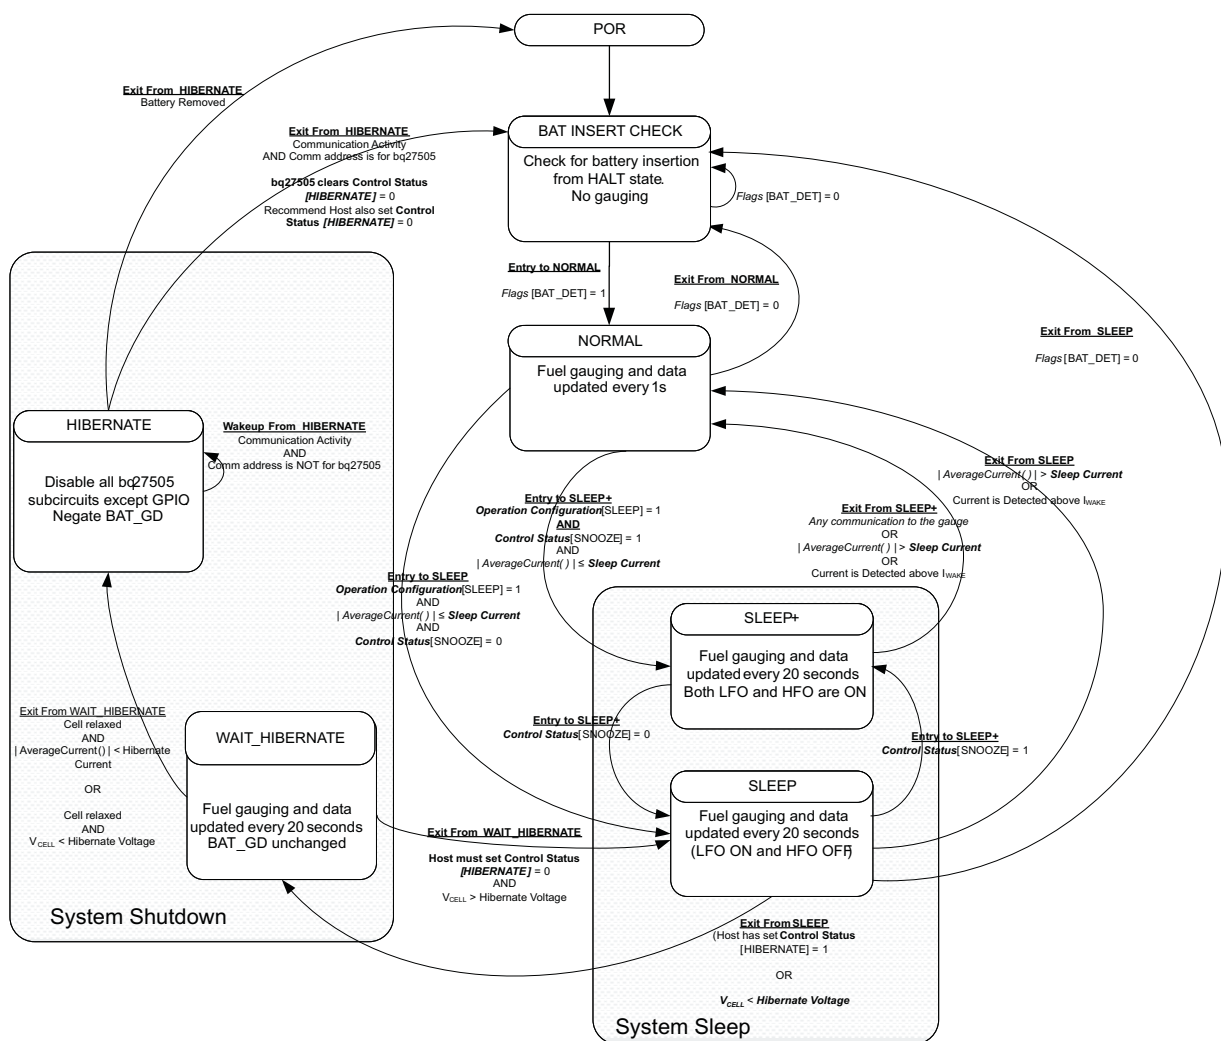 POR
Exit From HIBERNATE
Battery Removed
Exit From HIBERNATE
Communication Activity
AND Comm address is for bq27505
bq27505 clears Control Status
[HIBERNATE] = 0
Recommend Host also set Control
Status [HIBERNATE] = 0
BAT INSERT CHECK
Check for battery insertion
from HALT state.
No gauging
Flags [BAT_DET] = 0
Entry to NORMAL
Flags [BAT_DET] = 1
Exit From NORMAL
Flags [BAT_DET] = 0
Exit From SLEEP
Flags [BAT_DET] = 0
NORMAL
Fuel gauging and data
updated every 1s
HIBERNATE
Disable all bq27505
subcircuits except GPIO
Negate BAT_GD
Wakeup From HIBERNATE
Communication Activity
AND
Comm address is NOT for bq27505
Entry to SLEEP+
Operation Configuration[SLEEP] = 1
AND
Control Status[SNOOZE] = 1
AND
| AverageCurrent( ) | ≤ Sleep Current
Exit From SLEEP
| AverageCurrent( ) | > Sleep Current
OR
Current is Detected above IWAKE
Exit From SLEEP+
Any communication to the gauge
OR
| AverageCurrent( ) | > Sleep Current
OR
Current is Detected above IWAKE
Entry to SLEEP
Operation Configuration[SLEEP] = 1
AND
| AverageCurrent( ) | ≤ Sleep Current
AND
Control Status[SNOOZE] = 0
SLEEP+
Fuel gauging and data
updated every 20 seconds
Both LFO and HFO are ON
Entry to SLEEP+
Control Status[SNOOZE] = 0
Entry to SLEEP+
Control Status[SNOOZE] = 1
Exit From WAIT_HIBERNATE
Cell relaxed
AND
| AverageCurrent() | < Hibernate
Current
OR
Cell relaxed
AND
VCELL < Hibernate Voltage
WAIT_HIBERNATE
Fuel gauging and data
updated every 20 seconds
BAT_GD unchanged
SLEEP
Fuel gauging and data
updated every 20 seconds
(LFO ON and HFO OFF)
Exit From WAIT_HIBERNATE
Host must set Control Status
[HIBERNATE] = 0
AND
VCELL > Hibernate Voltage
System Shutdown
Exit From SLEEP
(Host has set Control Status
[HIBERNATE] = 1
OR
VCELL < Hibernate Voltage
System Sleep